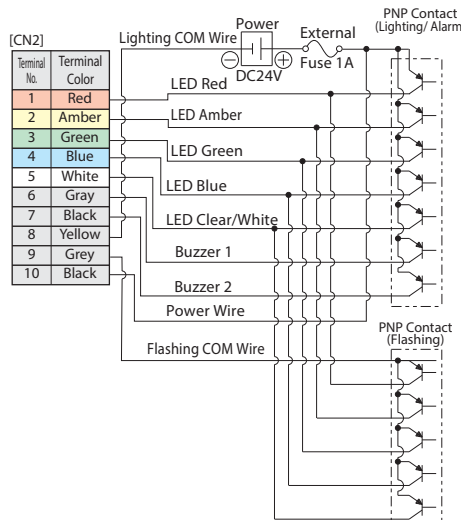 Power
External
Fuse 1A
PNP Contact
(Lighting/ Alarm
[CN2]
Lighting COM Wire
DC24V
Terminal No. Terminal Color
1 Red
2 Amber
3 Green
4 Blue
5 White
6 Gray
7 Black
8 Yellow
9 Grey
10 Black
LED Red
LED Amber
LED Green
LED Blue
LED Clear/White
Buzzer 1
Buzzer 2
Power Wire
PNP Contact
(Flashing)
Flashing COM Wire